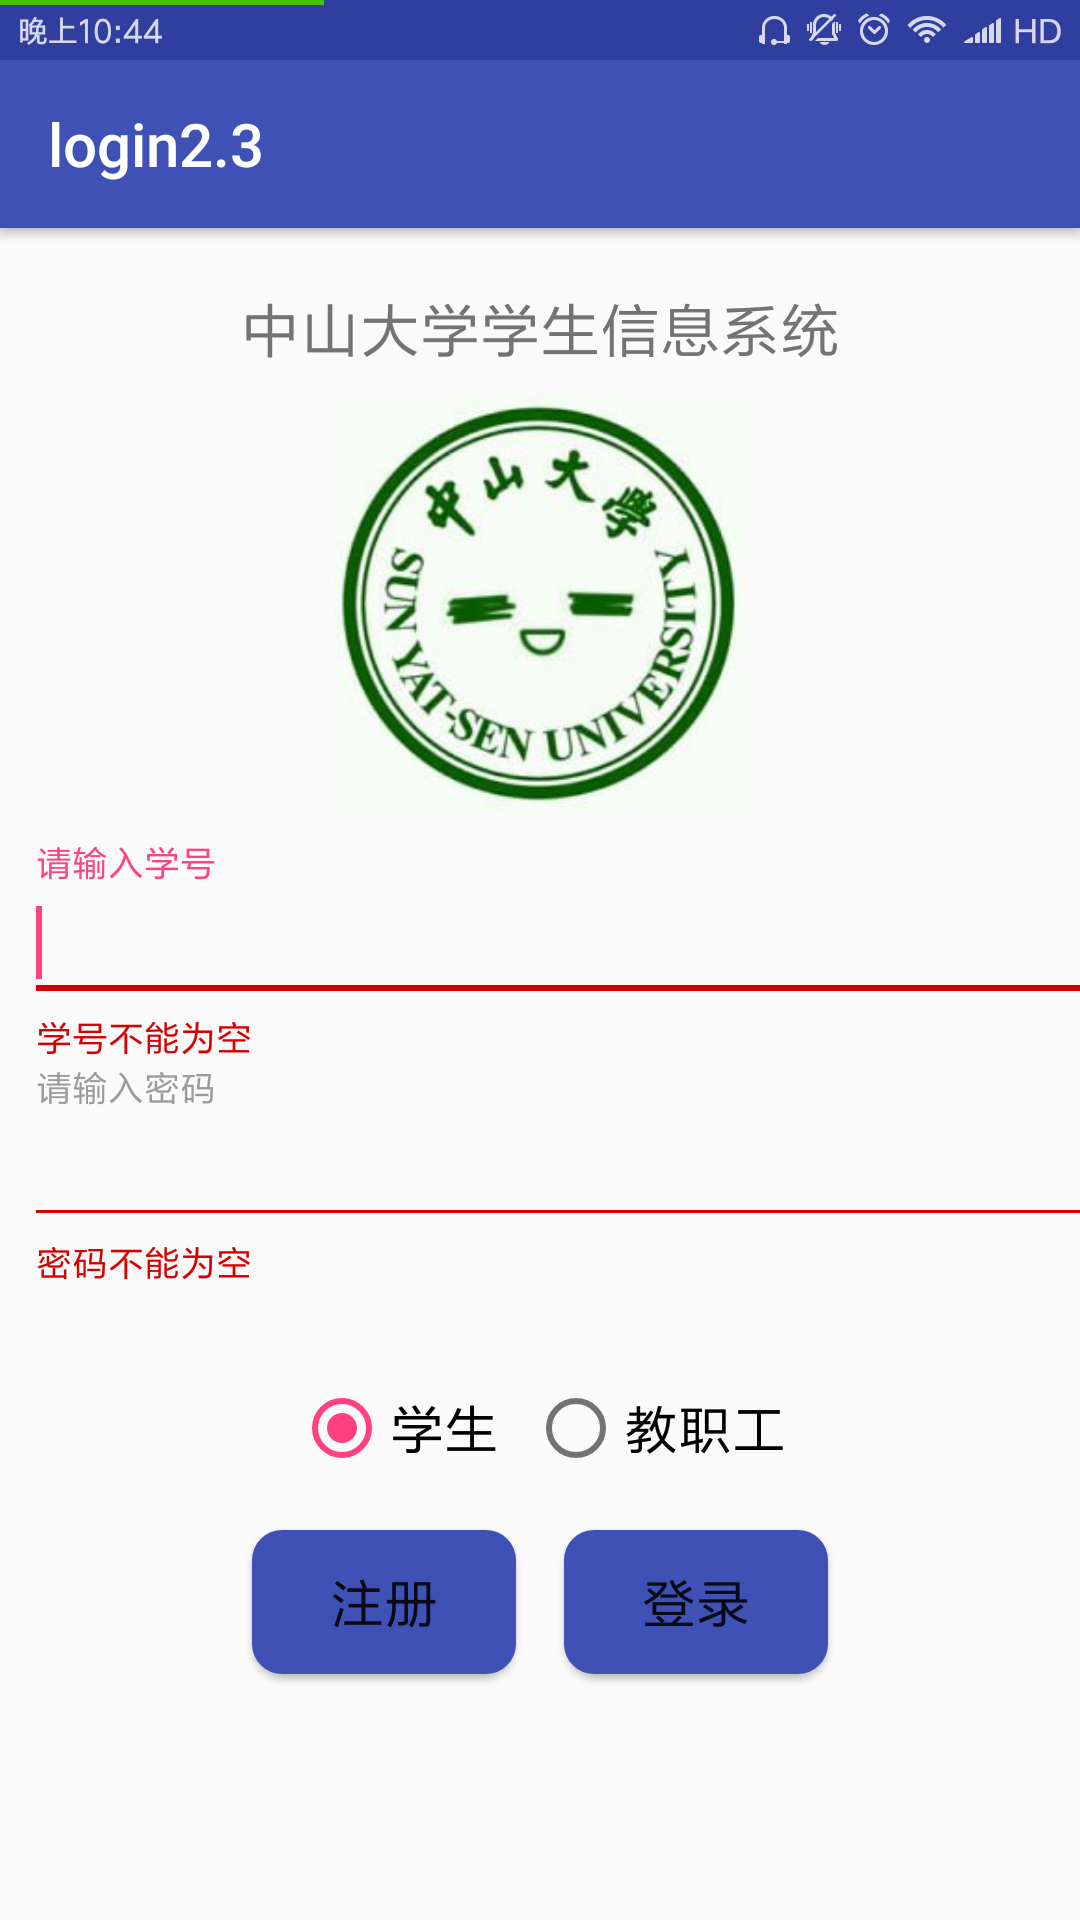 晚上10:44 HD
login2.3
中山大学学生信息系统
中山大學
SUN YAT-SEN UNIVERSITY
请输入学号
学号不能为空
请输入密码
密码不能为空
学生 教职工
注册 登录